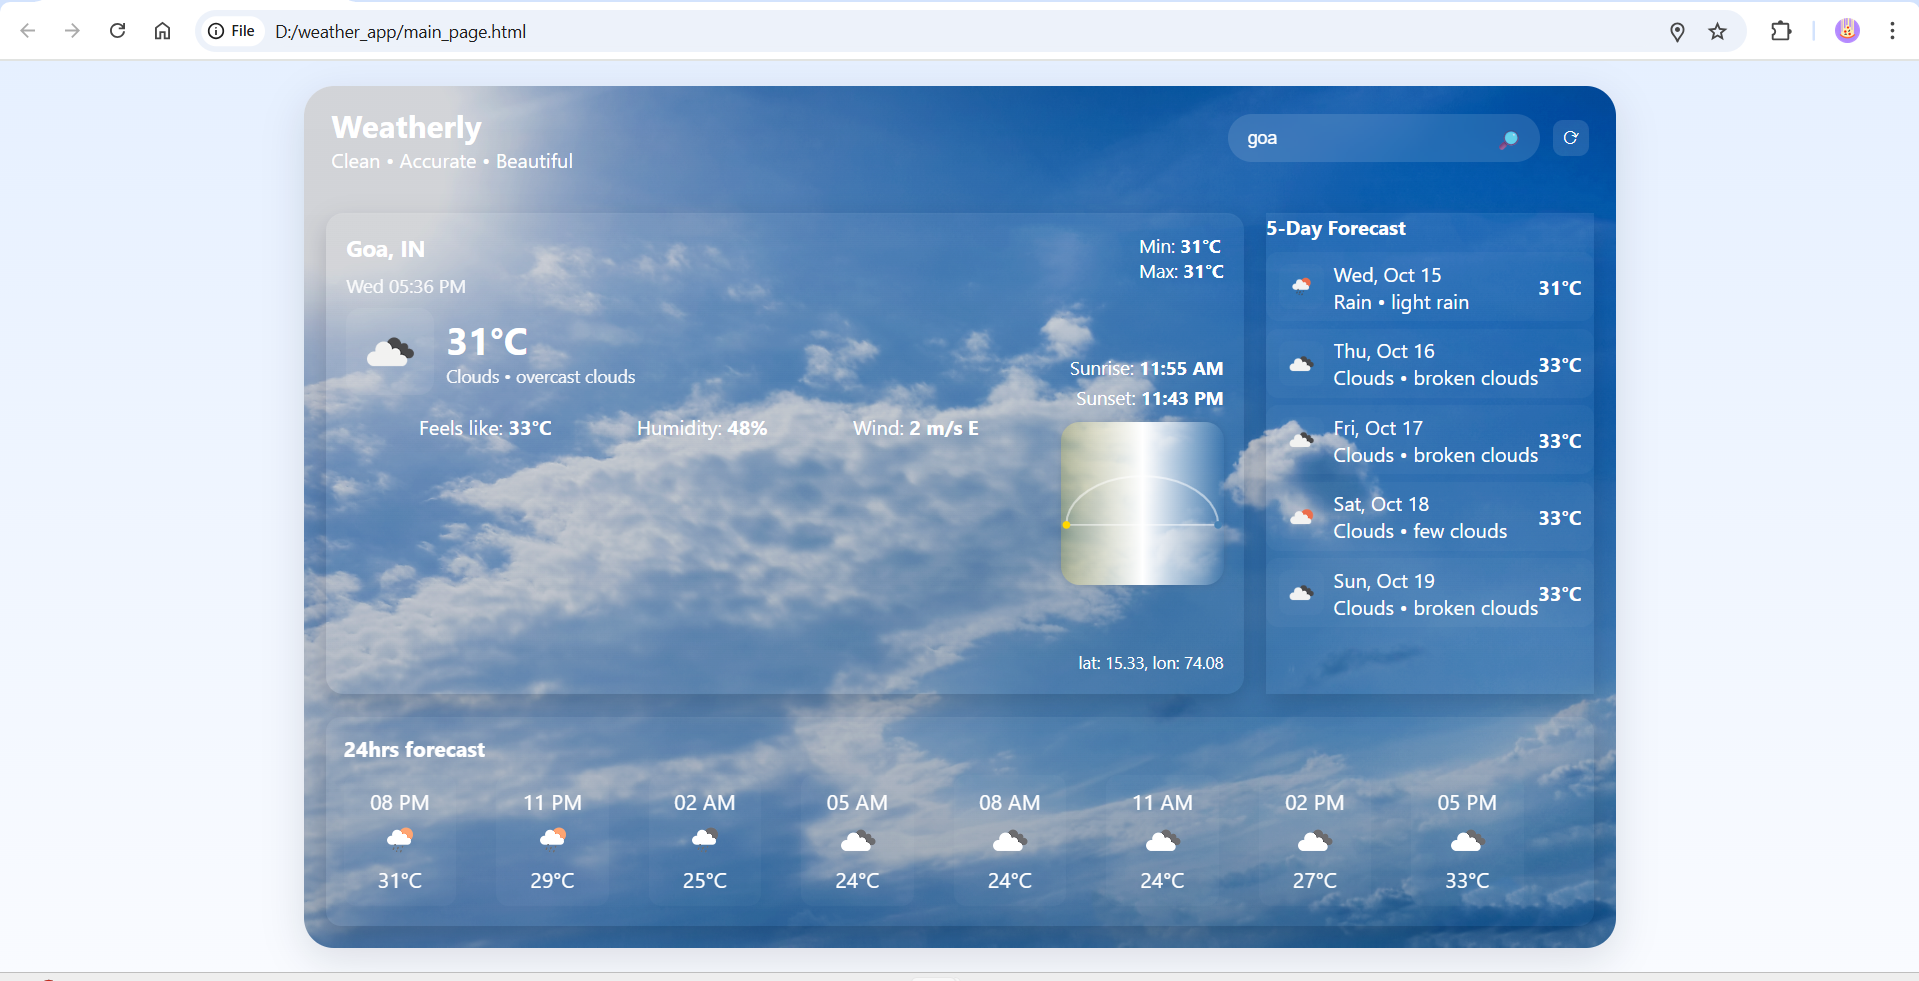 File D:/weather_app/main_page.html
Weatherly
Clean • Accurate • Beautiful
goa
Goa, IN
Wed 05:36 PM
Min: 31°C
Max: 31°C
31°C
Clouds • overcast clouds
Feels like: 33°C
Humidity: 48%
Wind: 2 m/s E
Sunrise: 11:55 AM
Sunset: 11:43 PM
lat: 15.33, lon: 74.08
5-Day Forecast
Wed, Oct 15
Rain • light rain
31°C
Thu, Oct 16
Clouds • broken clouds
33°C
Fri, Oct 17
Clouds • broken clouds
33°C
Sat, Oct 18
Clouds • few clouds
33°C
Sun, Oct 19
Clouds • broken clouds
33°C
24hrs forecast
08 PM 11 PM 02 AM 05 AM 08 AM 11 AM 02 PM 05 PM
31°C 29°C 25°C 24°C 24°C 24°C 27°C 33°C